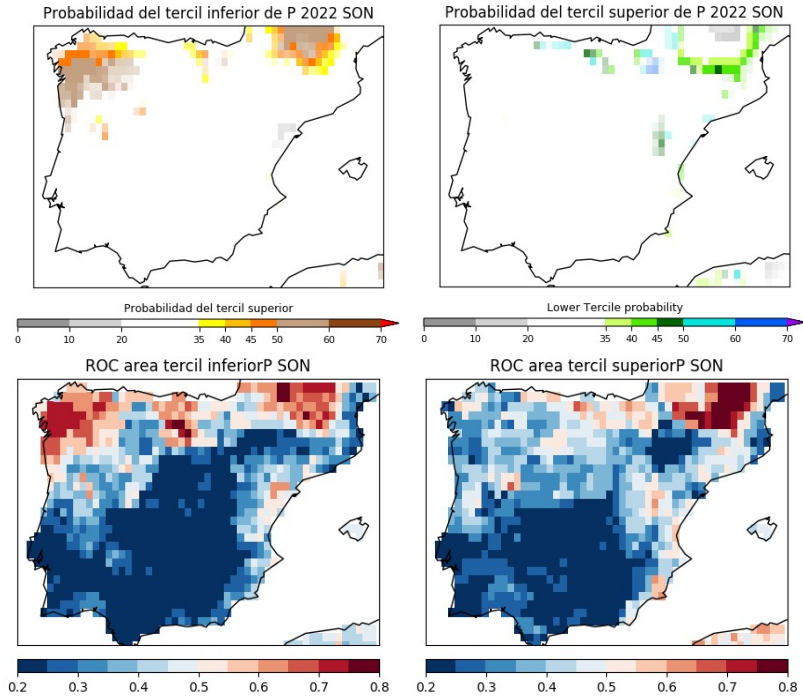 Probabilidad del tercil inferior de P 2022 SON
Probabilidad del tercil superior de P 2022 SON
Probabilidad del tercil superior
0 10 20 35 40 45 50 60 70
Lower Tercile probability
0 10 20 35 40 45 50 60 70
ROC area tercil inferiorP SON
ROC area tercil superiorP SON
0.2 0.3 0.4 0.5 0.6 0.7 0.8
0.2 0.3 0.4 0.5 0.6 0.7 0.8